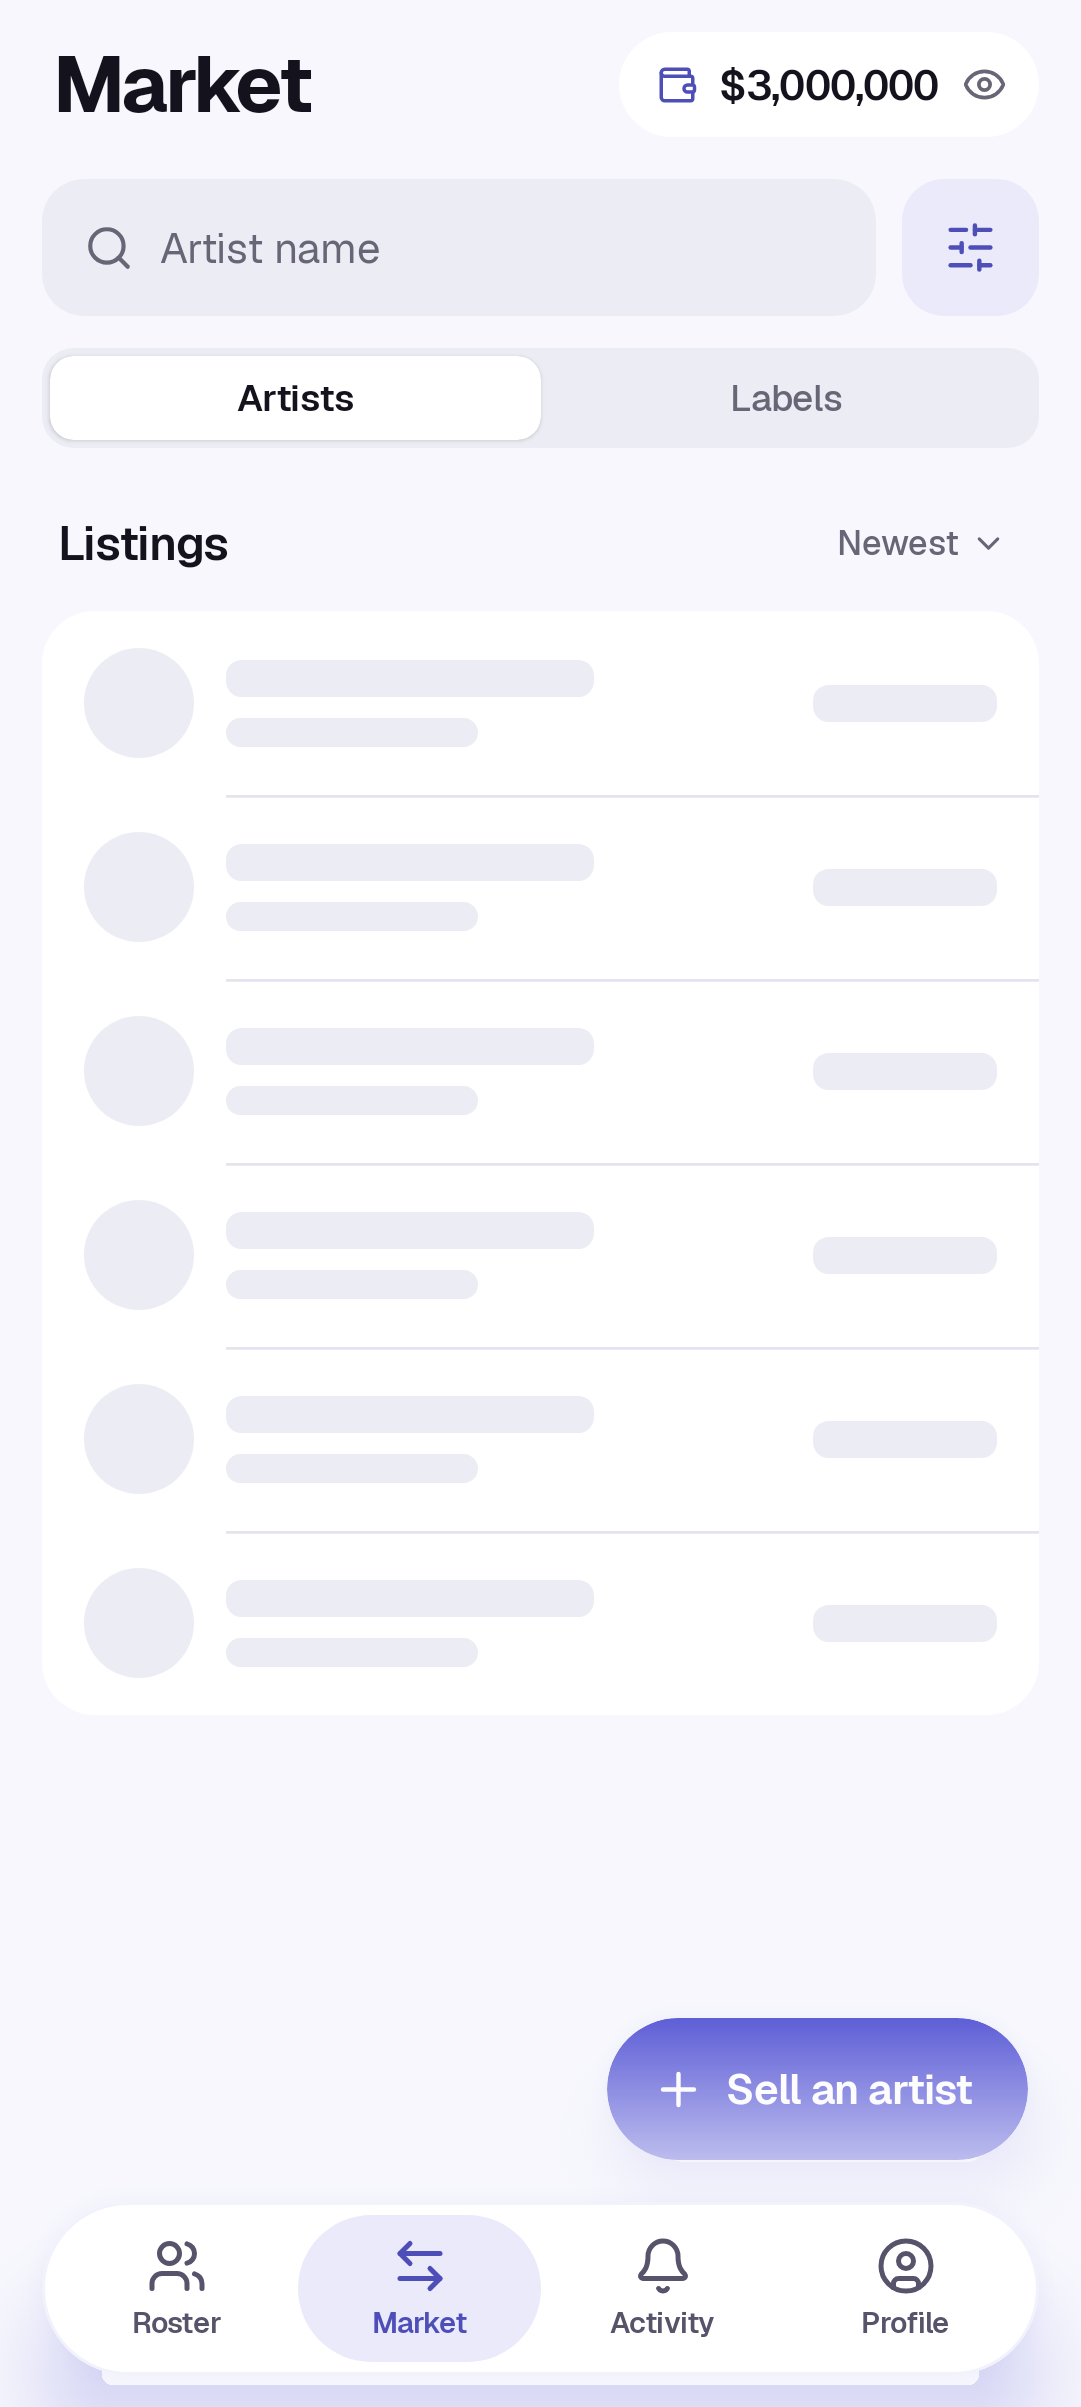 Market
$3,000,000
Artist name
Artists
Labels
Listings
Newest
Sell an artist
Roster
Market
Activity
Profile